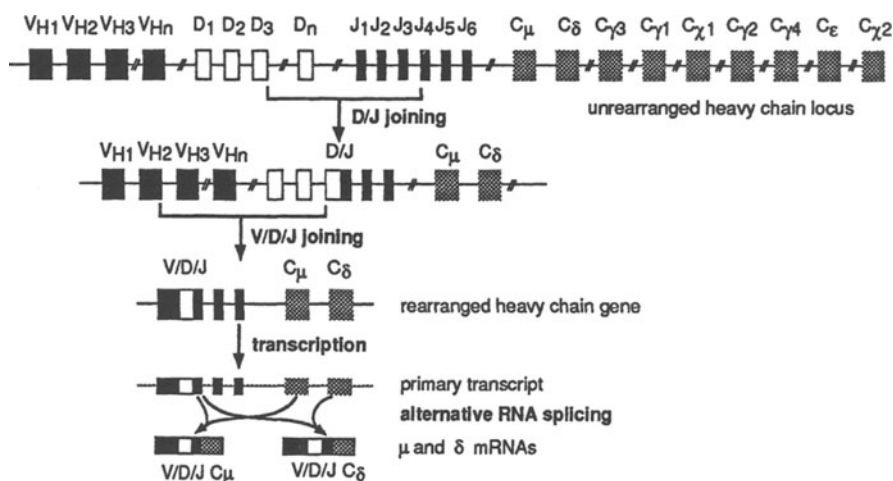 VH1 VH2 VH3 VHn D1 D2 D3 Dn J1 J2 J3 J4 J5 J6 Cμ Cδ Cγ3 Cγ1 Cχ1 Cγ2 Cγ4 Cε Cχ2
unrearranged heavy chain locus
D/J joining
VH1 VH2 VH3 VHn D/J Cμ Cδ
V/D/J joining
V/D/J Cμ Cδ
rearranged heavy chain gene
transcription
primary transcript
alternative RNA splicing
μ and δ mRNAs
V/D/J Cμ V/D/J Cδ